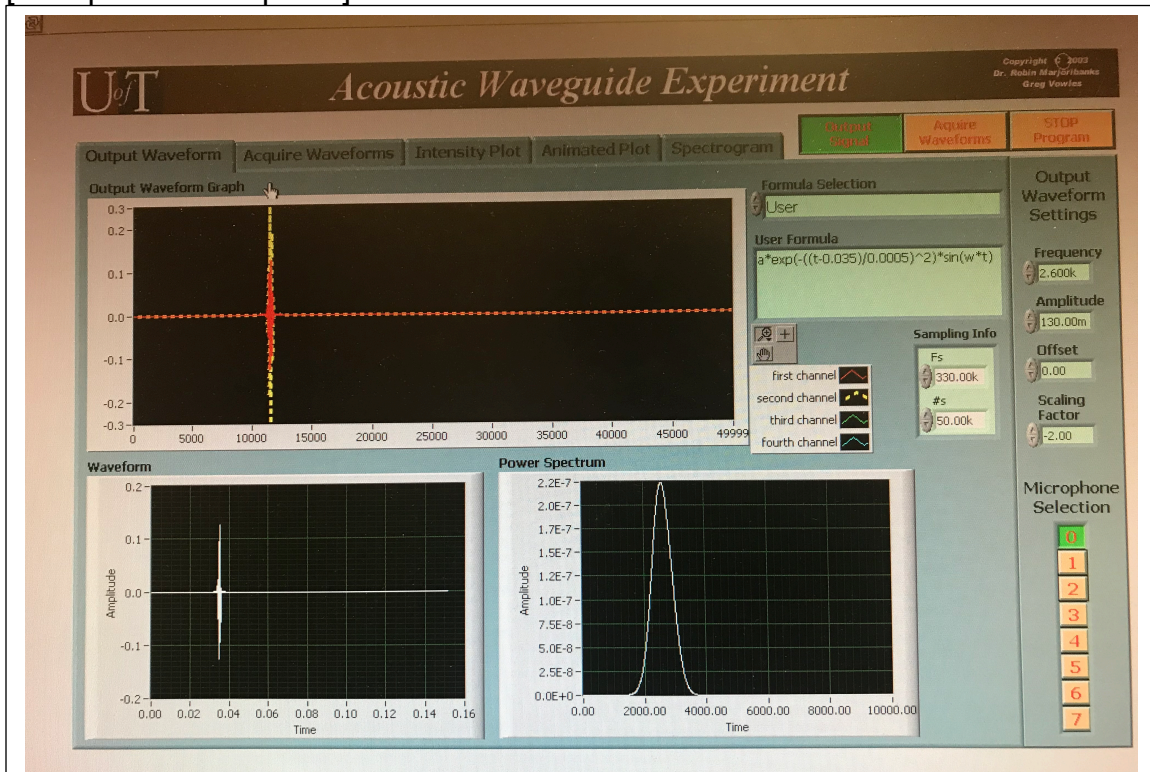 UofT
Acoustic Waveguide Experiment
Copyright © 2003
Dr. Robin Marjoribanks
Greg Vowles
Output Signal
Aquire Waveforms
STOP Program
Output Waveform
Acquire Waveforms
Intensity Plot
Animated Plot
Spectrogram
Output Waveform Graph
0.3
0.2
0.1
0.0
-0.1
-0.2
-0.3
0 5000 10000 15000 20000 25000 30000 35000 40000 45000 49999
Formula Selection
User
User Formula
a*exp(-((t-0.035)/0.0005)^2)*sin(w*t)
first channel
second channel
third channel
fourth channel
Sampling Info
Fs
330.00k
#s
50.00k
Output
Waveform
Settings
Frequency
2.600k
Amplitude
130.00m
Offset
0.00
Scaling
Factor
-2.00
Microphone
Selection
0
1
2
3
4
5
6
7
Waveform
Amplitude
0.2
0.1
0.0
-0.1
-0.2
0.00 0.02 0.04 0.06 0.08 0.10 0.12 0.14 0.16
Time
Power Spectrum
Amplitude
2.2E-7
2.0E-7
1.7E-7
1.5E-7
1.2E-7
1.0E-7
7.5E-8
5.0E-8
2.5E-8
0.0E+0
0.00 2000.00 4000.00 6000.00 8000.00 10000.00
Time